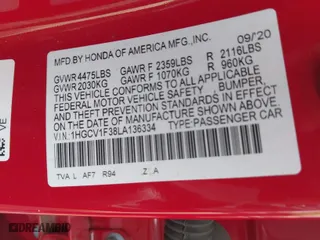 MFD. BY HONDA OF AMERICA MFG.,INC. 09/20
GVWR 4475LBS GAWR F 2359LBS R 2116LBS
GVWR 2030KG GAWR F 1070KG R 960KG
THIS VEHICLE CONFORMS TO ALL APPLICABLE
FEDERAL MOTOR VEHICLE SAFETY, BUMPER,
AND THEFT PREVENTION STANDARDS IN EFFECT
ON THE DATE OF MANUFACTURE SHOWN ABOVE.
V.I.N.:1HGCV1F38LA136334 TYPE:PASSENGER CAR
TVA L AF7 R94 Z A
DREAMBID